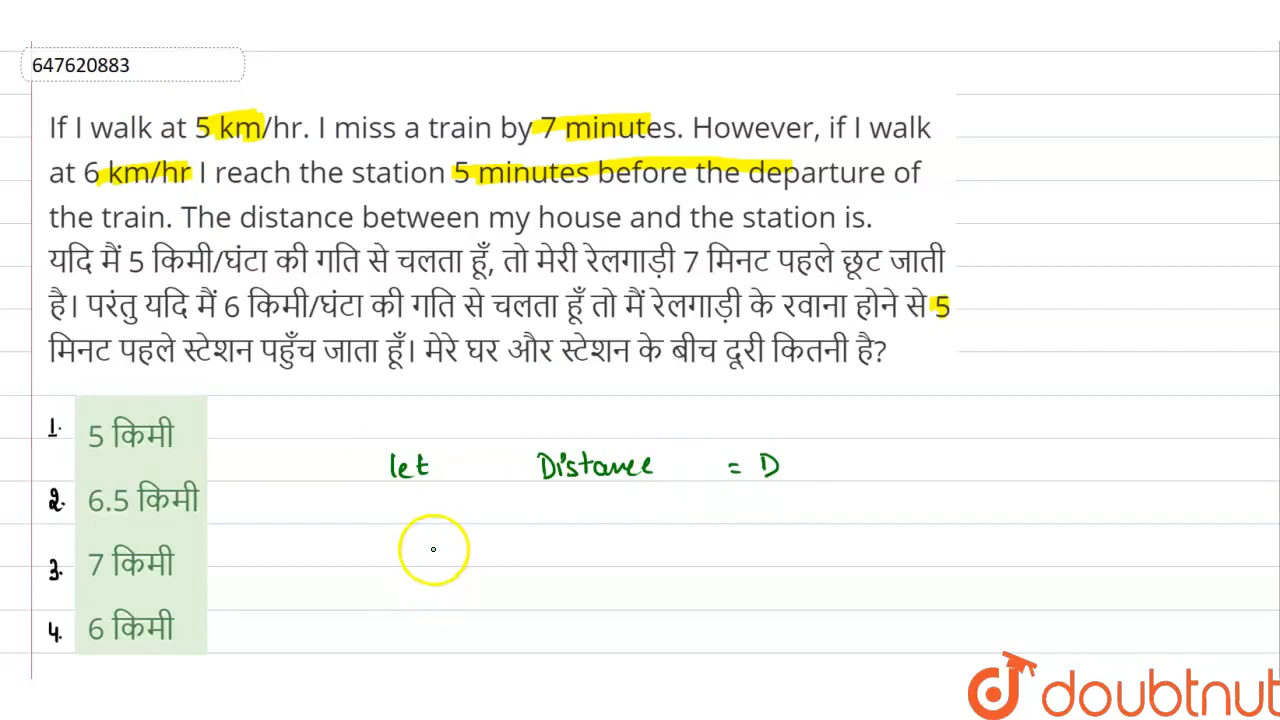 647620883
If I walk at 5 km/hr. I miss a train by 7 minutes. However, if I walk
at 6 km/hr I reach the station 5 minutes before the departure of
the train. The distance between my house and the station is.
यदि मैं 5 किमी/घंटा की गति से चलता हूँ, तो मेरी रेलगाड़ी 7 मिनट पहले छूट जाती
है। परंतु यदि मैं 6 किमी/घंटा की गति से चलता हूँ तो मैं रेलगाड़ी के रवाना होने से 5
मिनट पहले स्टेशन पहुँच जाता हूँ। मेरे घर और स्टेशन के बीच दूरी कितनी है?
1. 5 किमी
let Distance = D
2. 6.5 किमी
3. 7 किमी
4. 6 किमी
doubtnut